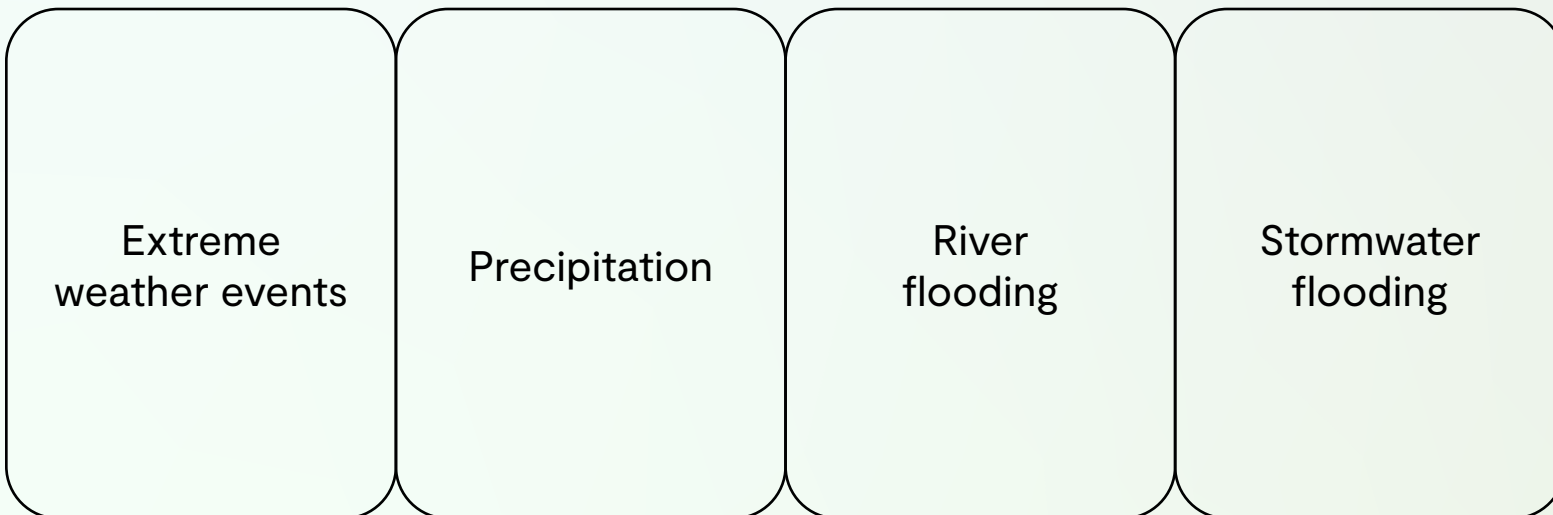 Extreme
weather events
Precipitation
River
flooding
Stormwater
flooding